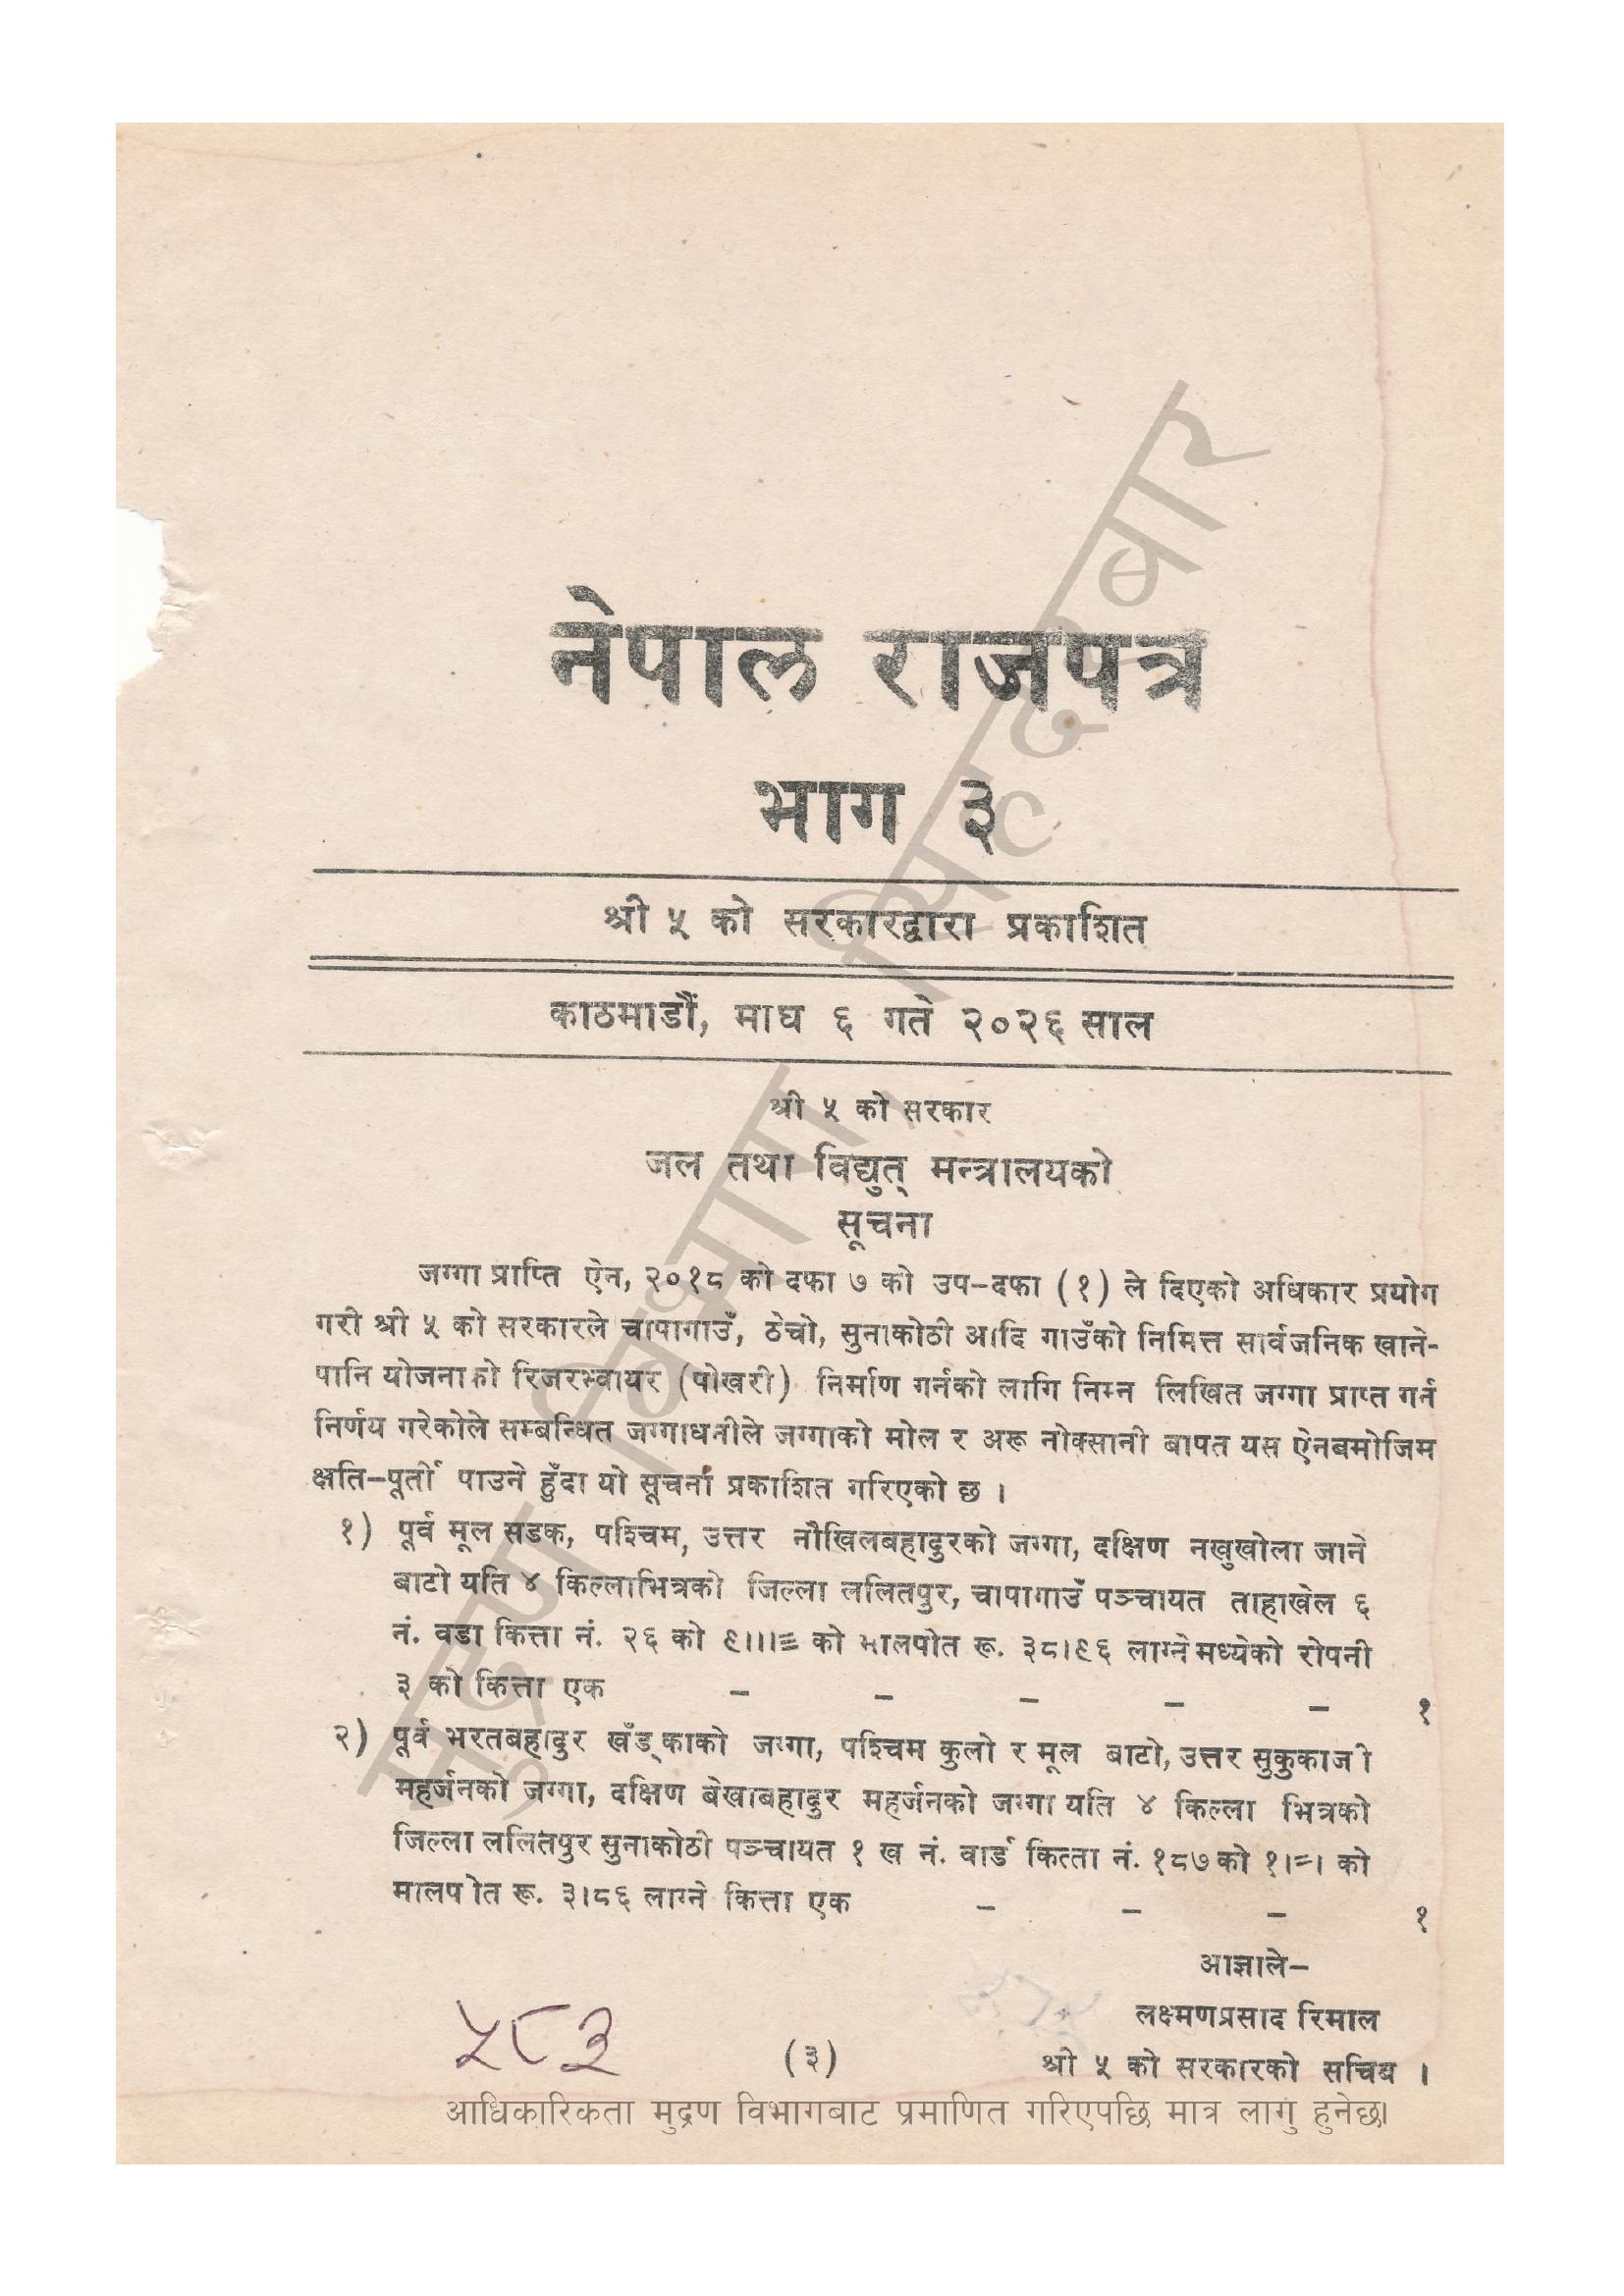 नेपाल राजपत्र
भाग ३
श्री ५ को सरकारद्वारा प्रकाशित
काठमाडौं, माघ ६ गते २०२६ साल
श्री ५ को सरकार
जल तथा विद्युत् मन्त्रालयको
सूचना
जग्गा प्राप्ति ऐन, २०१८ को दफा ७ को उप-दफा (१) ले दिएको अधिकार प्रयोग
गरी श्री ५ को सरकारले चापागाउँ, ठेचो, सुनाकोठी आदि गाउँको निमित्त सार्वजनिक खाने-
पानि योजनाको रिजरभ्वायर (पोखरी) निर्माण गर्नको लागि निम्न लिखित जग्गा प्राप्त गर्न
निर्णय गरेकोले सम्बन्धित जग्गाधनीले जग्गाको मोल र अरू नोक्सानी बापत यस ऐनबमोजिम
क्षति-पूर्ती पाउने हुँदा यो सूचना प्रकाशित गरिएको छ ।
१) पूर्व मूल सडक, पश्चिम, उत्तर नौखिलबहादुरको जग्गा, दक्षिण नखुखोला जाने
बाटो यति ४ किल्लाभित्रको जिल्ला ललितपुर, चापागाउँ पञ्चायत ताहाखेल ६
नं. वडा कित्ता नं. २६ को ९।।।≡ को मालपोत रू. ३८।९६ लाग्ने मध्येको रोपनी
३ को कित्ता एक – – – – – १
२) पूर्व भरतबहादुर खँड्काको जग्गा, पश्चिम कुलो र मूल बाटो, उत्तर सुकुकाजी
महर्जनको जग्गा, दक्षिण बेखाबहादुर महर्जनको जग्गा यति ४ किल्ला भित्रको
जिल्ला ललितपुर सुनाकोठी पञ्चायत १ ख नं. वार्ड कित्ता नं. १८७ को १।=। को
मालपोत रू. ३।८६ लाग्ने कित्ता एक – – – १
आज्ञाले–
लक्ष्मणप्रसाद रिमाल
श्री ५ को सरकारको सचिव ।
५८३
(३)
आधिकारिकता मुद्रण विभागबाट प्रमाणित गरिएपछि मात्र लागु हुनेछ।